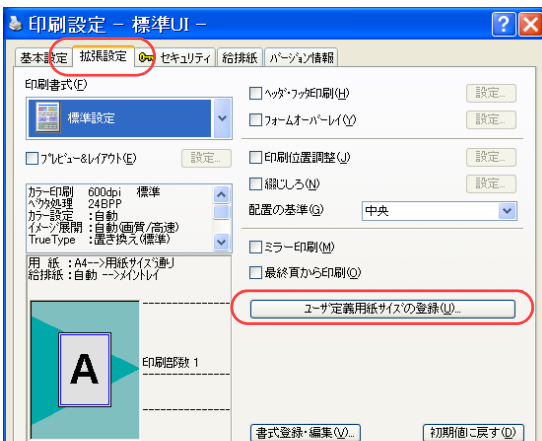 印刷設定 - 標準UI -
基本設定 拡張設定 セキュリティ 給排紙 バージョン情報
印刷書式(F)
標準設定
プレビュー&レイアウト(E) 設定...
カラー印刷 600dpi 標準
ベタ処理 24BPP
カラー設定 :自動
イメージ展開 :自動(画質/高速)
TrueType :置き換え(標準)
用 紙 :A4-->用紙サイズ通り
給排紙 :自動 -->メイントレイ
A
印刷部数 1
ヘッダ・フッタ印刷(H) 設定...
フォームオーバーレイ(Y) 設定...
印刷位置調整(J) 設定...
綴じしろ(N) 設定...
配置の基準(G) 中央
ミラー印刷(M)
最終頁から印刷(O)
ユーザ定義用紙サイズの登録(U)...
書式登録・編集(V)... 初期値に戻す(D)